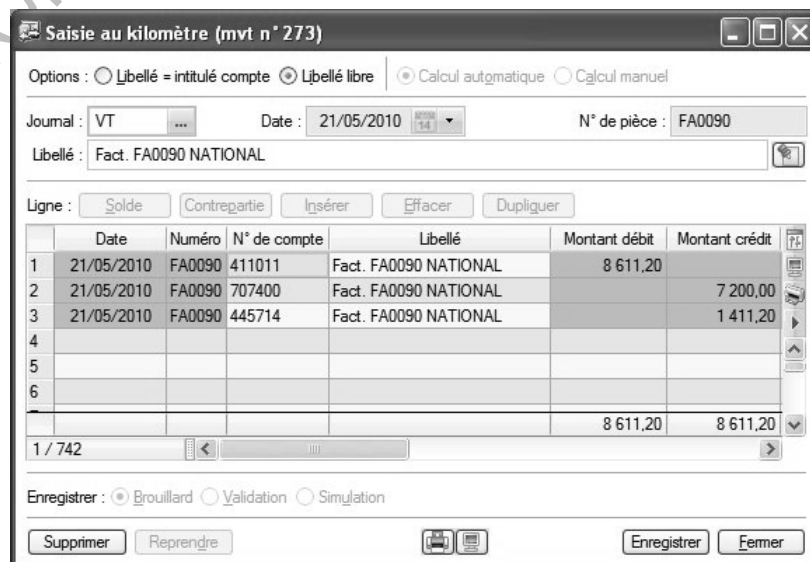 Saisie au kilomètre (mvt n° 273)
Options : Libellé = intitulé compte Libellé libre Calcul automatique Calcul manuel
Journal : VT ... Date : 21/05/2010 14 N° de pièce : FA0090
Libellé : Fact. FA0090 NATIONAL
Ligne : Solde Contrepartie Insérer Effacer Dupliquer
Date Numéro N° de compte Libellé Montant débit Montant crédit
1 21/05/2010 FA0090 411011 Fact. FA0090 NATIONAL 8 611,20
2 21/05/2010 FA0090 707400 Fact. FA0090 NATIONAL 7 200,00
3 21/05/2010 FA0090 445714 Fact. FA0090 NATIONAL 1 411,20
4
5
6
8 611,20 8 611,20
1 / 742
Enregistrer : Brouillard Validation Simulation
Supprimer Reprendre Enregistrer Fermer